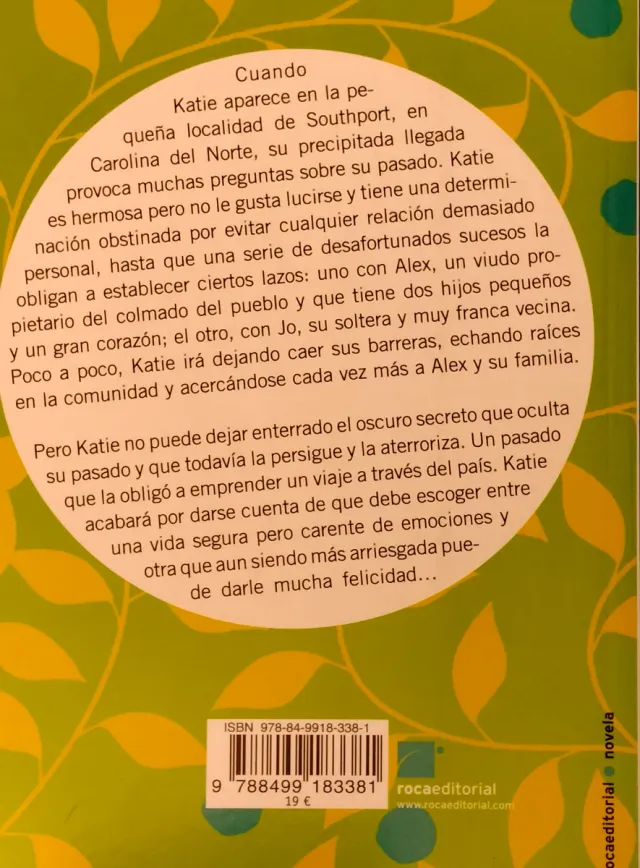 Cuando
Katie aparece en la pe-
queña localidad de Southport, en
Carolina del Norte, su precipitada llegada
provoca muchas preguntas sobre su pasado. Katie
es hermosa pero no le gusta lucirse y tiene una determi-
nación obstinada por evitar cualquier relación demasiado
personal, hasta que una serie de desafortunados sucesos la
obligan a establecer ciertos lazos: uno con Alex, un viudo pro-
pietario del colmado del pueblo y que tiene dos hijos pequeños
y un gran corazón; el otro, con Jo, su soltera y muy franca vecina.
Poco a poco, Katie irá dejando caer sus barreras, echando raíces
en la comunidad y acercándose cada vez más a Alex y su familia.
Pero Katie no puede dejar enterrado el oscuro secreto que oculta
su pasado y que todavía la persigue y la aterroriza. Un pasado
que la obligó a emprender un viaje a través del país. Katie
acabará por darse cuenta de que debe escoger entre
una vida segura pero carente de emociones y
otra que aun siendo más arriesgada pue-
de darle mucha felicidad...
ISBN 978-84-9918-338-1
9 788499 183381
19 €
rocaeditorial
www.rocaeditorial.com
rocaeditorial novela